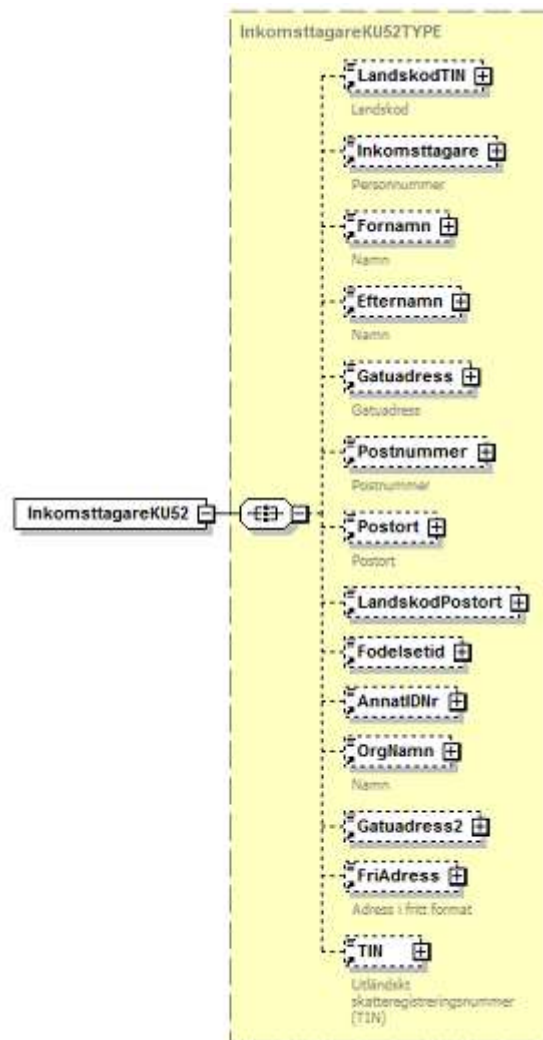 InkomsttagareKU52TYPE
LandskodTIN
Landskod
Inkomsttagare
Personnummer
Fornamn
Namn
Efternamn
Namn
Gatuadress
Gatuadress
Postnummer
Postnummer
InkomsttagareKU52
Postort
Postort
LandskodPostort
Fodelsetid
AnnatIDNr
OrgNamn
Namn
Gatuadress2
FriAdress
Adress i fritt format
TIN
Utländskt
skatteregistreringsnummer
(TIN)